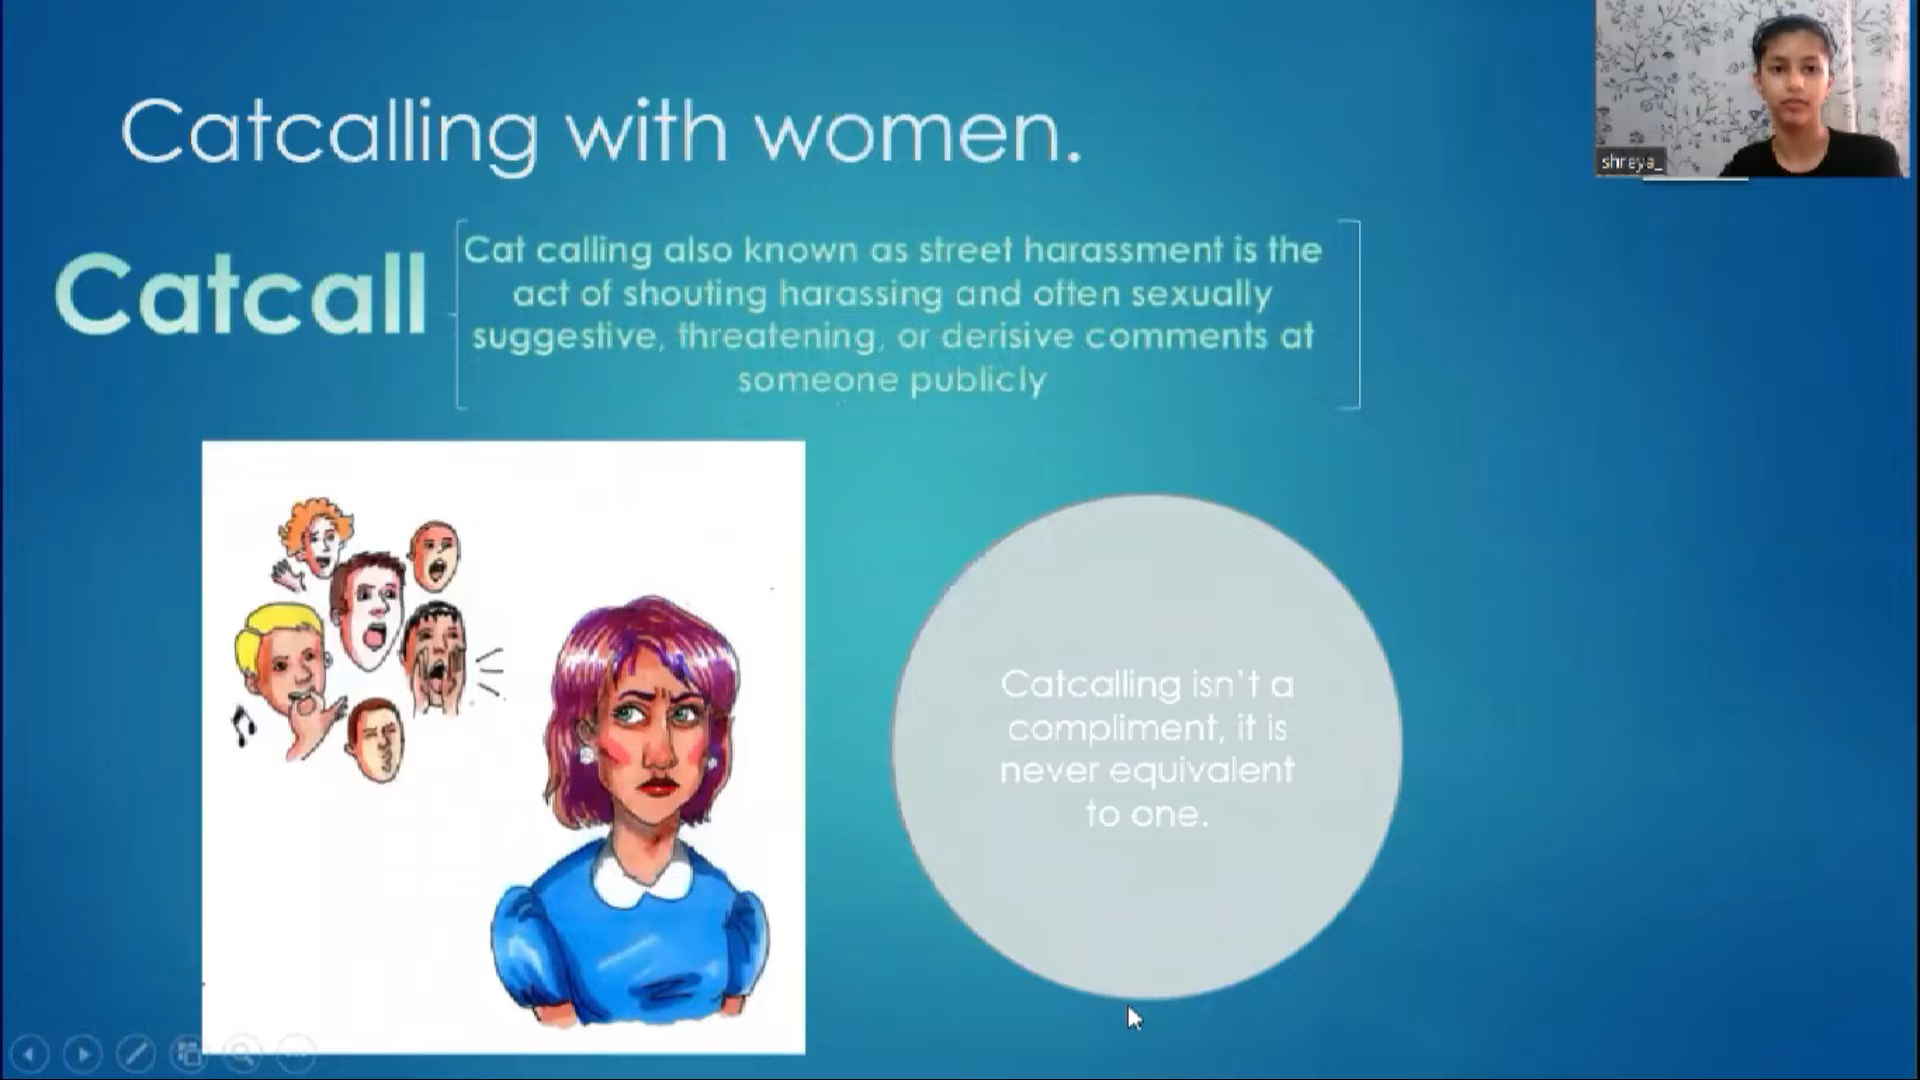 Catcalling with women.
Catcall
Cat calling also known as street harassment is the
act of shouting harassing and often sexually
suggestive, threatening, or derisive comments at
someone publicly
Catcalling isn't a
compliment, it is
never equivalent
to one.
shreya_